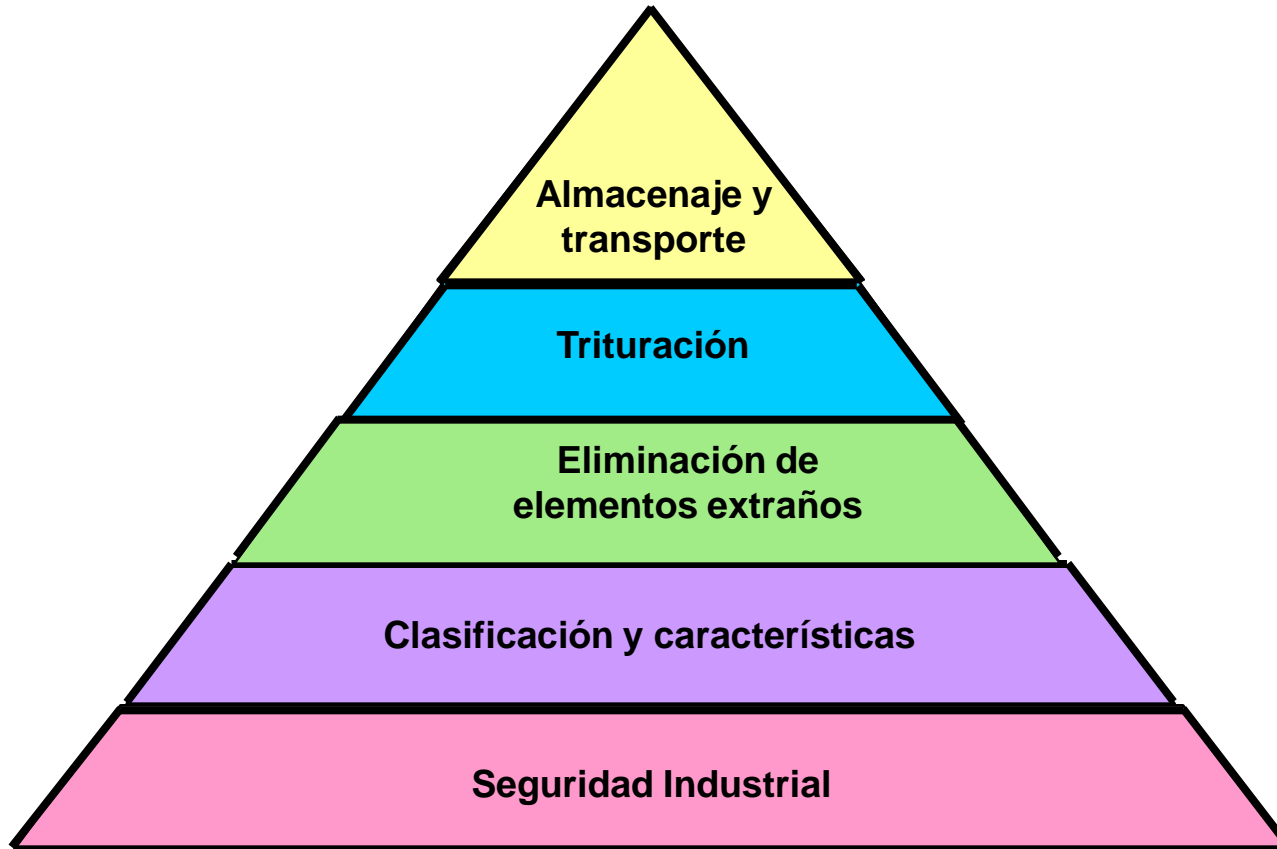 Almacenaje y
transporte
Trituración
Eliminación de
elementos extraños
Clasificación y características
Seguridad Industrial